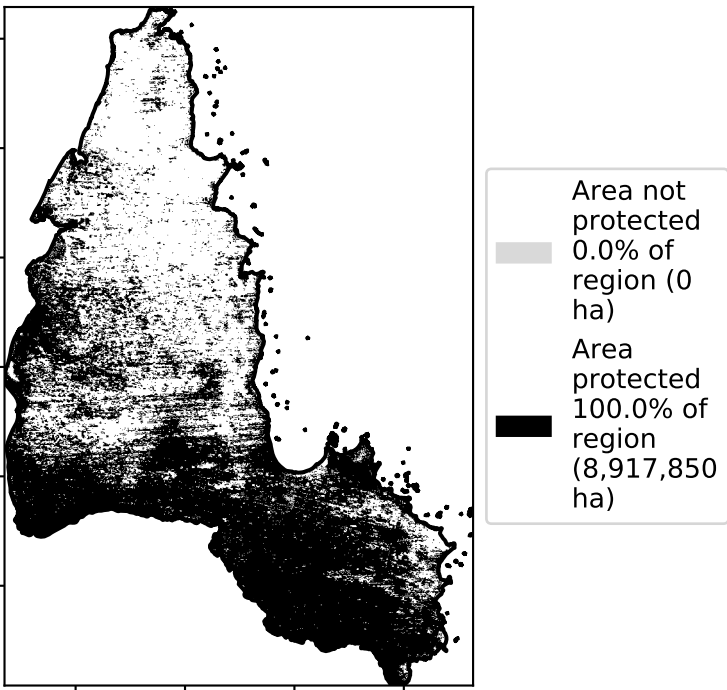 Area not
protected
0.0% of
region (0
ha)
Area
protected
100.0% of
region
(8,917,850
ha)